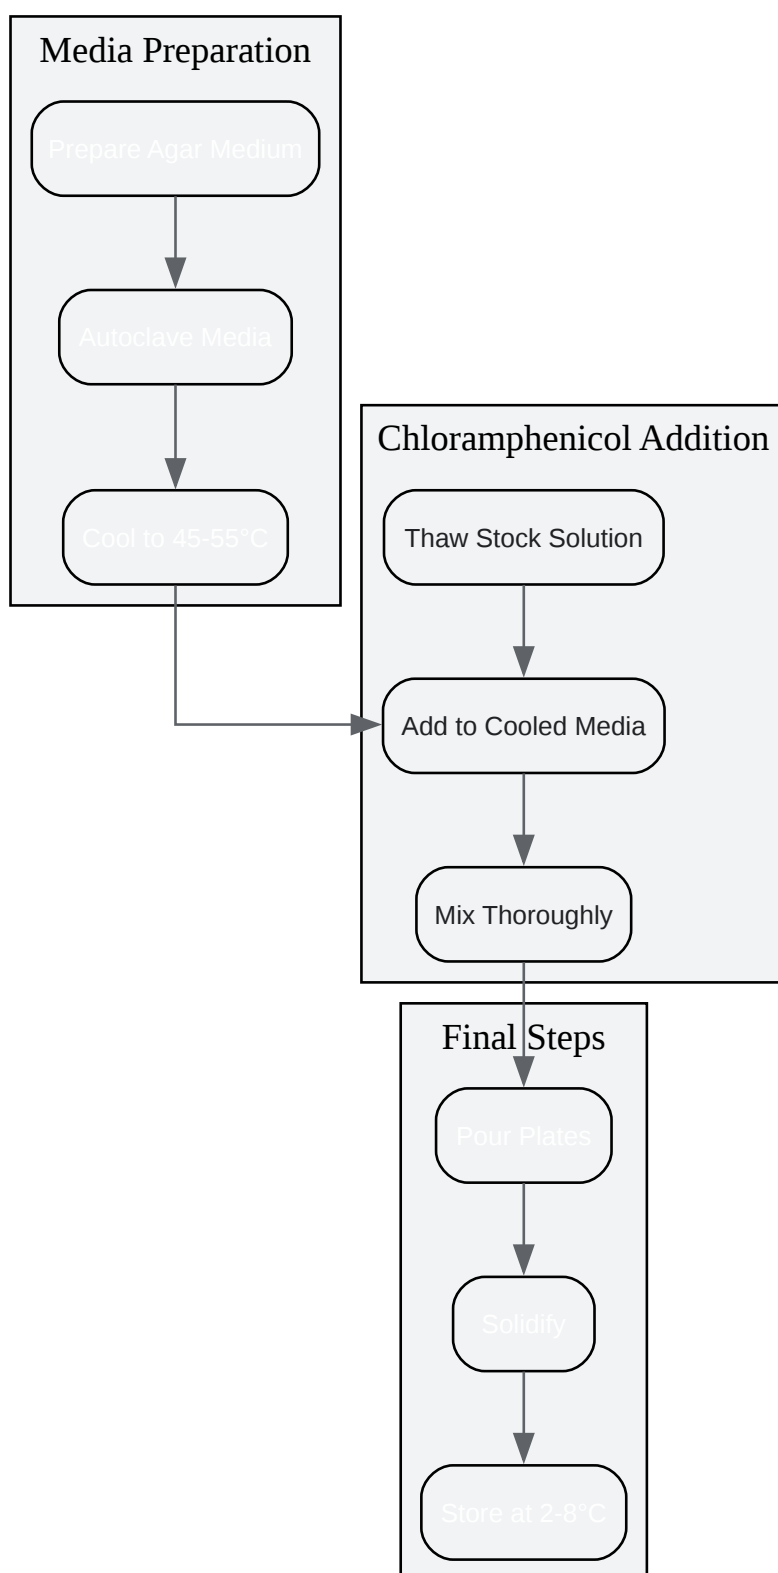 Media Preparation
Prepare Agar Medium
Autoclave Media
Cool to 45-55°C
Chloramphenicol Addition
Thaw Stock Solution
Add to Cooled Media
Mix Thoroughly
Final Steps
Pour Plates
Solidify
Store at 2-8°C